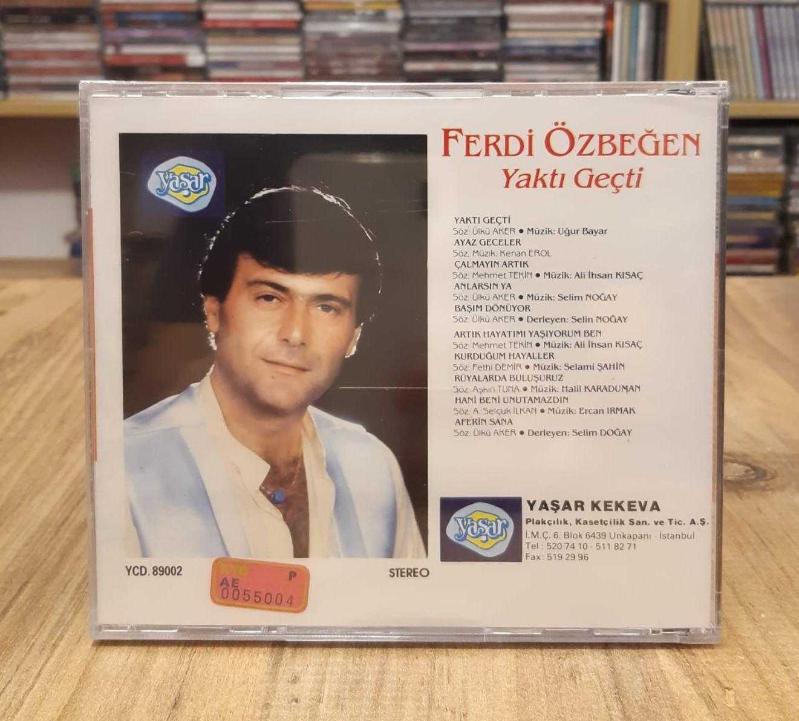 FERDİ ÖZBEĞEN
Yaktı Geçti
yaşar
YAKTI GEÇTİ
Söz: Ülkü AKER • Müzik: Uğur Bayar
AYAZ GECELER
Söz, Müzik: Kenan EROL
ÇALMAYIN ARTIK
Söz: Mehmet TEKİN • Müzik: Ali İhsan KISAÇ
ANLARSIN YA
Söz: Ülkü AKER • Müzik: Selim NOĞAY
BAŞIM DÖNÜYOR
Söz: Ülkü AKER • Derleyen: Selin NOĞAY
ARTIK HAYATIMI YAŞIYORUM BEN
Söz: Mehmet TEKİN • Müzik: Ali İhsan KISAÇ
KURDUĞUM HAYALLER
Söz: Fethi DEMİR • Müzik: Selami ŞAHİN
RÜYALARDA BULUŞURUZ
Söz: Aşkın TUNA • Müzik: Halil KARADUMAN
HANİ BENİ UNUTAMAZDIN
Söz: A. Selçuk İLKAN • Müzik: Ercan IRMAK
AFERİN SANA
Söz: Ülkü AKER • Derleyen: Selim DOĞAY
yaşar
YAŞAR KEKEVA
Plakçılık, Kasetçilik San. ve Tic. A.Ş.
İ.M.Ç. 6. Blok 6439 Unkapanı - İstanbul
Tel : 520 74 10 - 511 82 71
Fax: 519 29 96
YCD. 89002
P
AE
0055004
STEREO